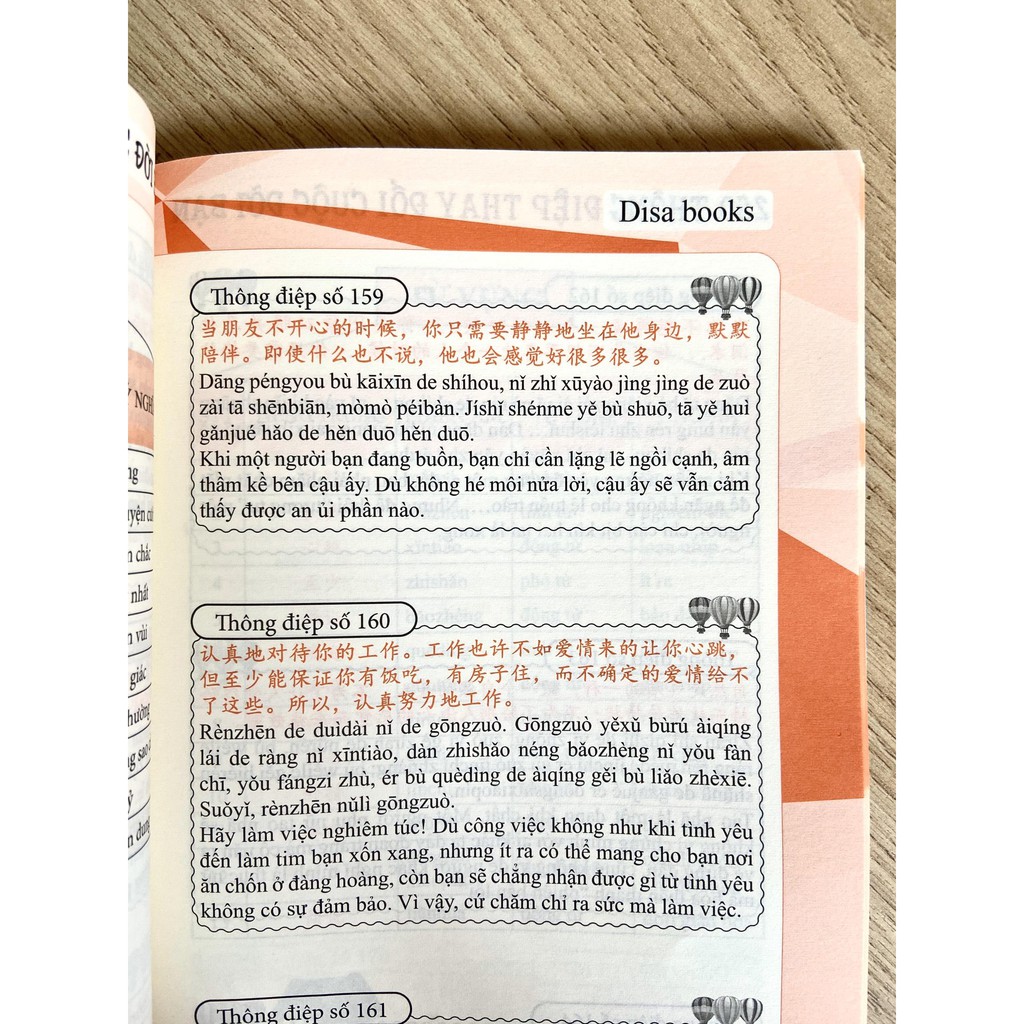 ĐỜI
Disa books
Thông điệp số 159
当朋友不开心的时候，你只需要静静地坐在他身边，默默
陪伴。即使什么也不说，他也会感觉好很多很多。
Dāng péngyou bù kāixīn de shíhou, nǐ zhǐ xūyào jìng jìng de zuò
zài tā shēnbiān, mòmò péibàn. Jíshǐ shénme yě bù shuō, tā yě huì
gǎnjué hǎo de hěn duō hěn duō.
Khi một người bạn đang buồn, bạn chỉ cần lặng lẽ ngồi cạnh, âm
thầm kề bên cậu ấy. Dù không hé môi nửa lời, cậu ấy sẽ vẫn cảm
thấy được an ủi phần nào.
Thông điệp số 160
认真地对待你的工作。工作也许不如爱情来的让你心跳，
但至少能保证你有饭吃，有房子住，而不确定的爱情给不
了这些。所以，认真努力地工作。
Rènzhēn de duìdài nǐ de gōngzuò. Gōngzuò yěxǔ bùrú àiqíng
lái de ràng nǐ xīntiào, dàn zhìshǎo néng bǎozhèng nǐ yǒu fàn
chī, yǒu fángzi zhù, ér bù quèdìng de àiqíng gěi bù liǎo zhèxiē.
Suǒyǐ, rènzhēn nǔlì gōngzuò.
Hãy làm việc nghiêm túc! Dù công việc không như khi tình yêu
đến làm tim bạn xốn xang, nhưng ít ra có thể mang cho bạn nơi
ăn chốn ở đàng hoàng, còn bạn sẽ chẳng nhận được gì từ tình yêu
không có sự đảm bảo. Vì vậy, cứ chăm chỉ ra sức mà làm việc.
Thông điệp số 161